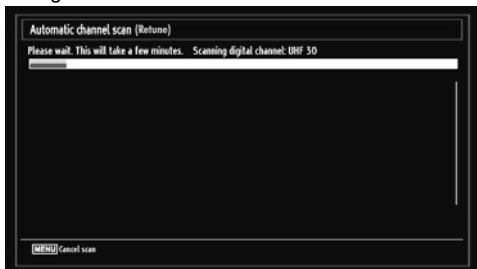 Automatic channel scan (Retune)
Please wait. This will take a few minutes. Scanning digital channel: UHF 30
MENU Cancel scan